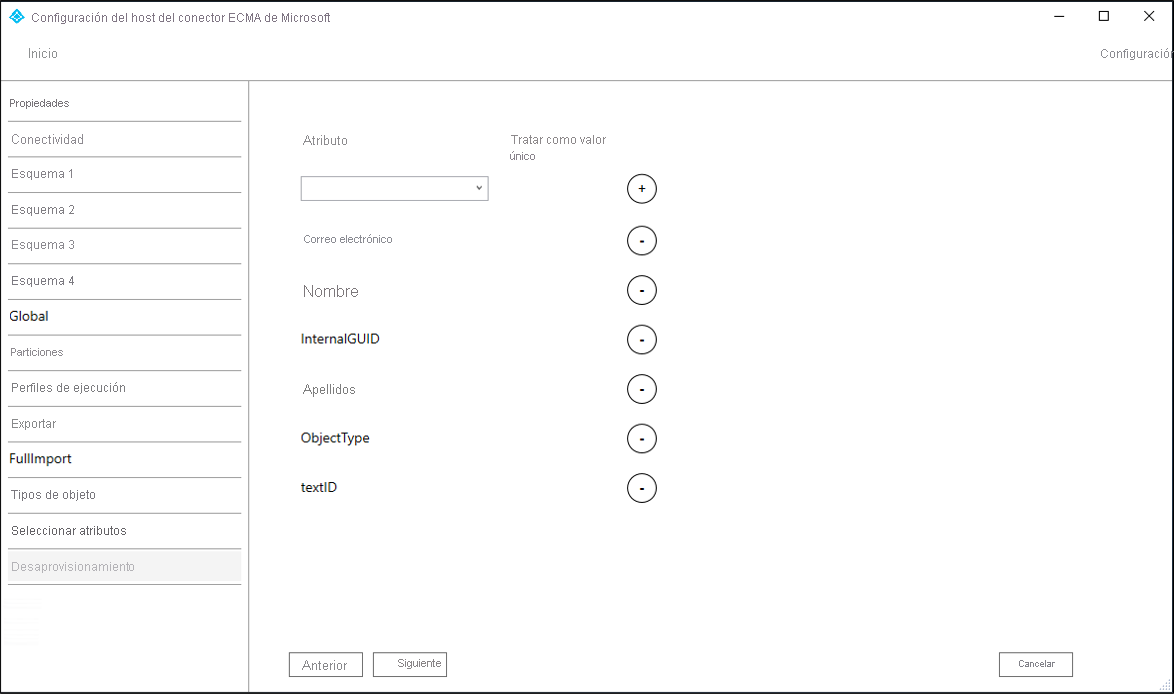 Configuración del host del conector ECMA de Microsoft
Inicio
Configuración
Propiedades
Conectividad
Esquema 1
Esquema 2
Esquema 3
Esquema 4
Global
Particiones
Perfiles de ejecución
Exportar
FullImport
Tipos de objeto
Seleccionar atributos
Desaprovisionamiento
Atributo
Tratar como valor
único
+
Correo electrónico
-
Nombre
-
InternalGUID
-
Apellidos
-
ObjectType
-
textID
-
Anterior
Siguiente
Cancelar